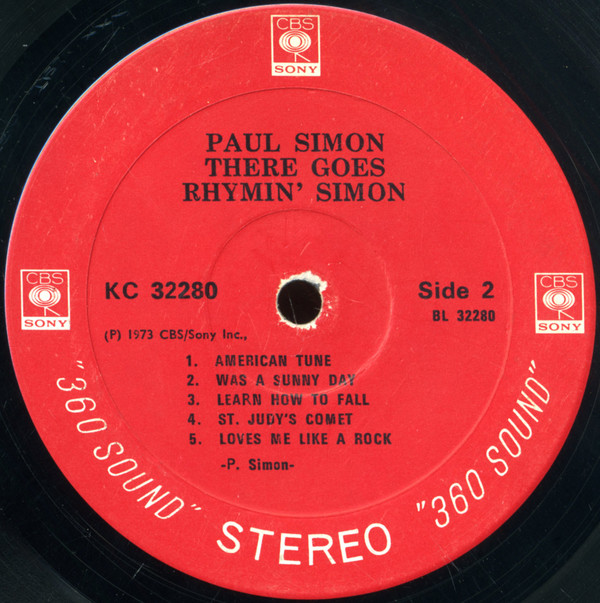 CBS
SONY
PAUL SIMON
THERE GOES
RHYMIN' SIMON
CBS
SONY
KC 32280
Side 2
CBS
SONY
BL 32280
(P) 1973 CBS/Sony Inc.,
1. AMERICAN TUNE
2. WAS A SUNNY DAY
3. LEARN HOW TO FALL
4. ST. JUDY'S COMET
5. LOVES ME LIKE A ROCK
-P. Simon-
"360 SOUND"
STEREO
"360 SOUND"